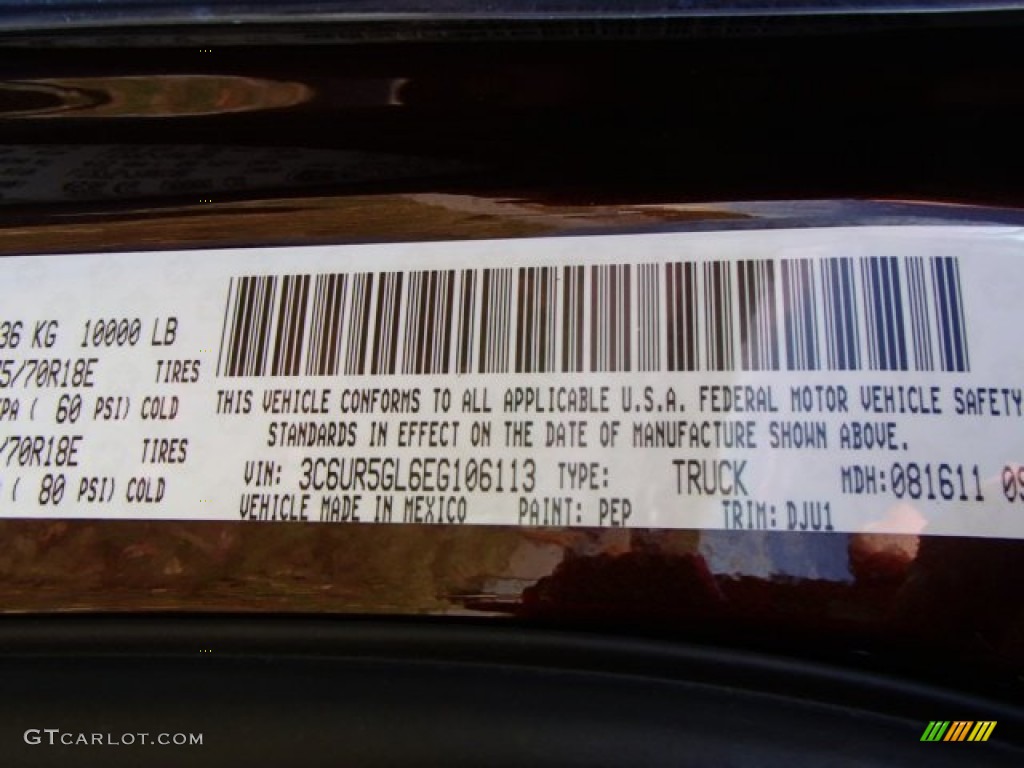 36 KG 10000 LB
5/70R18E TIRES
PA ( 60 PSI) COLD
/70R18E TIRES
( 80 PSI) COLD
THIS VEHICLE CONFORMS TO ALL APPLICABLE U.S.A. FEDERAL MOTOR VEHICLE SAFETY
STANDARDS IN EFFECT ON THE DATE OF MANUFACTURE SHOWN ABOVE.
VIN: 3C6UR5GL6EG106113 TYPE: TRUCK MDH:081611 09
VEHICLE MADE IN MEXICO PAINT: PEP TRIM: DJU1
GTCARLOT.COM